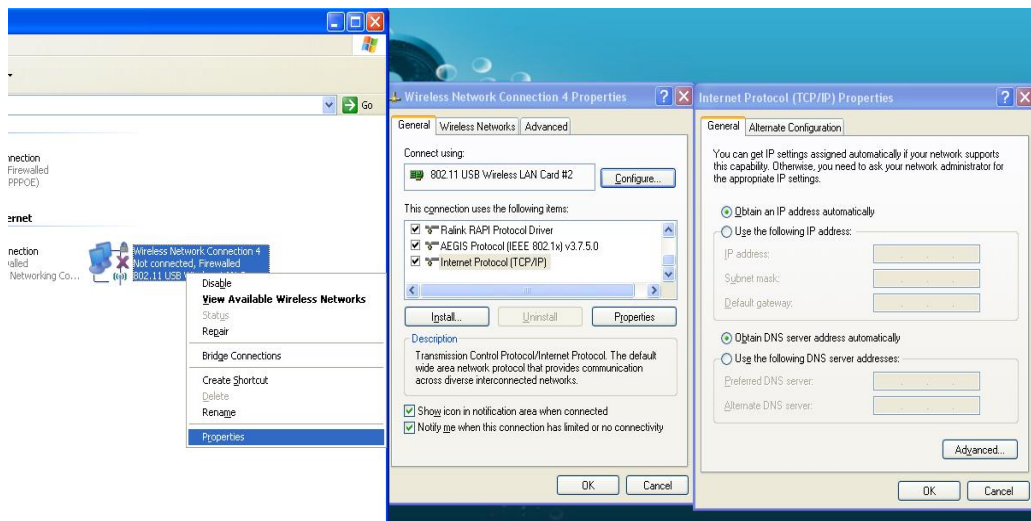 Go
nnection
Firewalled
PPPOE)
ernet
nnection
walled
Networking Co...
Wireless Network Connection 4
Not connected, Firewalled
802.11 USB
Disable
View Available Wireless Networks
Status
Repair
Bridge Connections
Create Shortcut
Delete
Rename
Properties
Wireless Network Connection 4 Properties
General Wireless Networks Advanced
Connect using:
802.11 USB Wireless LAN Card #2 Configure...
This connection uses the following items:
Ralink RAPI Protocol Driver
AEGIS Protocol (IEEE 802.1x) v3.7.5.0
Internet Protocol (TCP/IP)
Install... Uninstall Properties
Description
Transmission Control Protocol/Internet Protocol. The default
wide area network protocol that provides communication
across diverse interconnected networks.
Show icon in notification area when connected
Notify me when this connection has limited or no connectivity
OK Cancel
Internet Protocol (TCP/IP) Properties
General Alternate Configuration
You can get IP settings assigned automatically if your network supports
this capability. Otherwise, you need to ask your network administrator for
the appropriate IP settings.
Obtain an IP address automatically
Use the following IP address:
IP address:
Subnet mask:
Default gateway:
Obtain DNS server address automatically
Use the following DNS server addresses:
Preferred DNS server:
Alternate DNS server:
Advanced...
OK Cancel